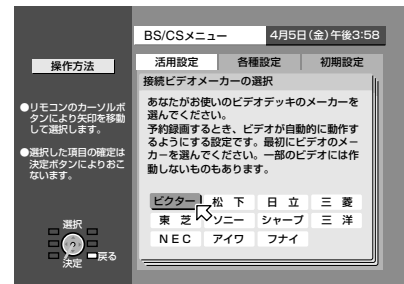 BS/CSメニュー
4月5日(金)午後3:58
操作方法
●リモコンのカーソルボ
タンにより矢印を移動
して選択します。
●選択した項目の確定は
決定ボタンによりおこ
ないます。
選択
?
戻る
決定
活用設定 各種設定 初期設定
接続ビデオメーカーの選択
あなたがお使いのビデオデッキのメーカーを
選んでください。
予約録画するとき、ビデオが自動的に動作す
るようにする設定です。最初にビデオのメー
カーを選んでください。一部のビデオには作
動しないものもあります。
ビクター 松 下 日 立 三 菱
東 芝 ソニー シャープ 三 洋
NEC アイワ フナイ